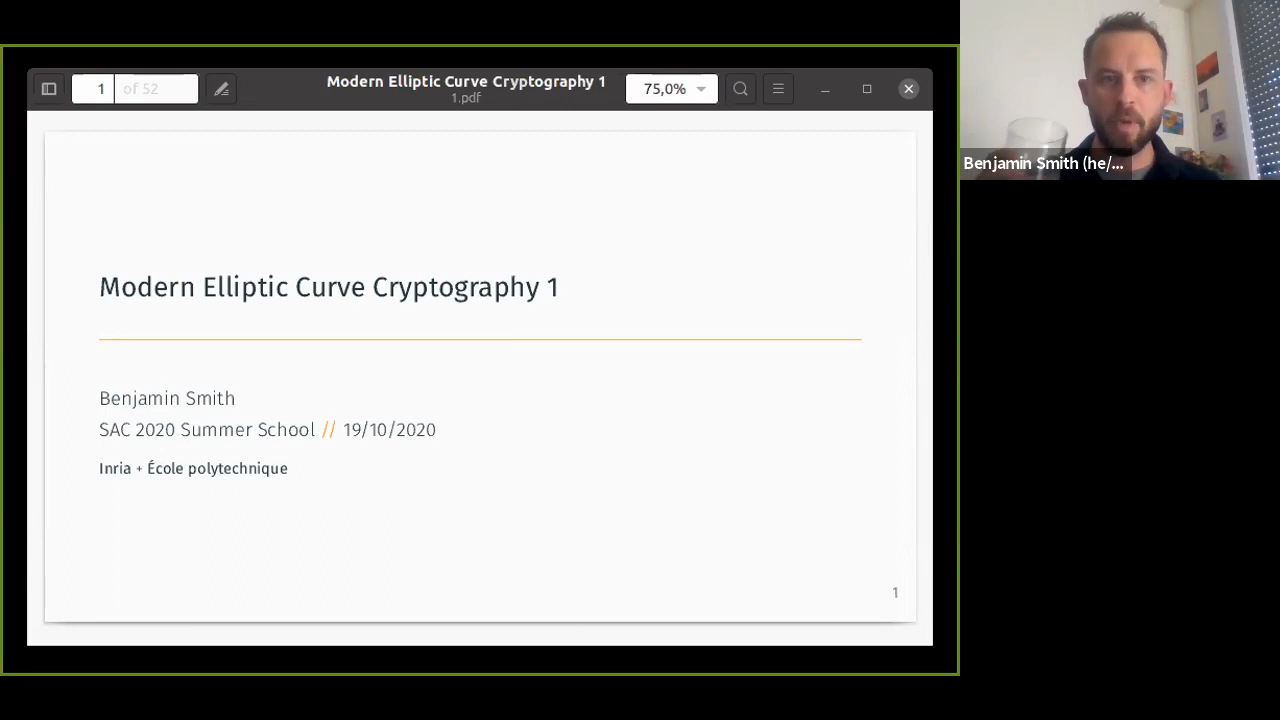 Modern Elliptic Curve Cryptography 1
1.pdf
1 of 52
75,0%
Modern Elliptic Curve Cryptography 1
Benjamin Smith
SAC 2020 Summer School // 19/10/2020
Inria + École polytechnique
1
Benjamin Smith (he/...